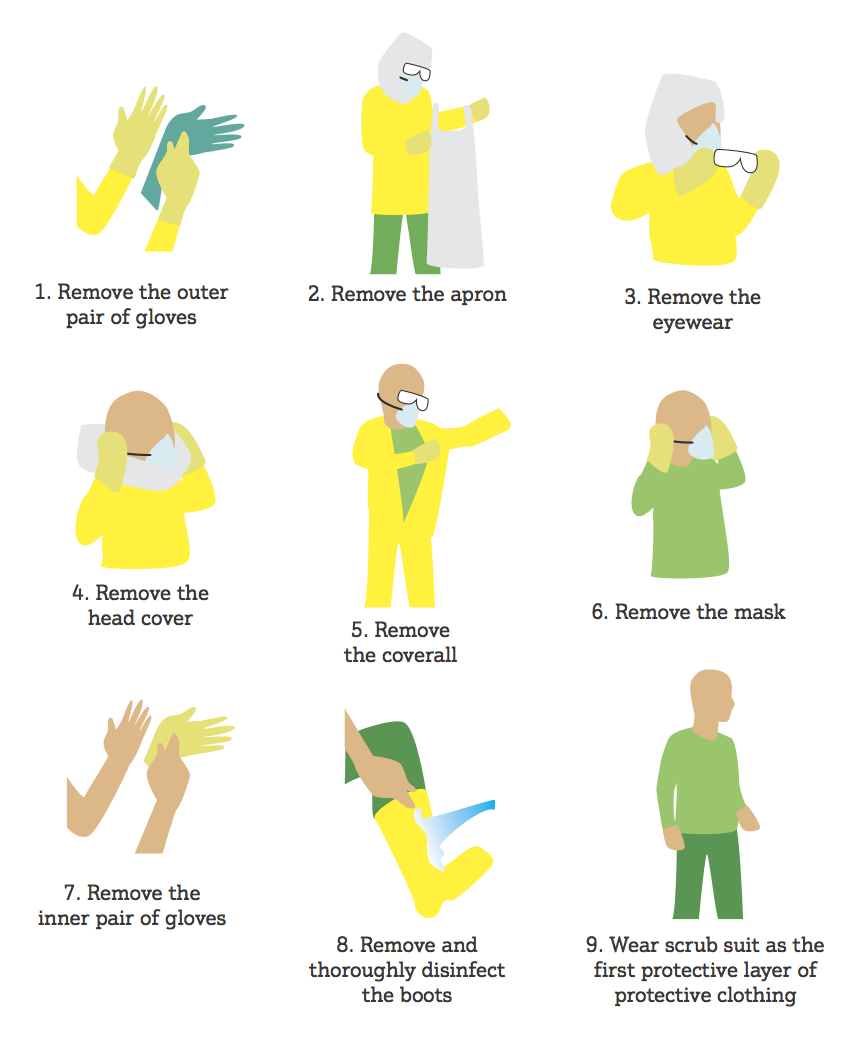 1. Remove the outer
pair of gloves
2. Remove the apron
3. Remove the
eyewear
4. Remove the
head cover
5. Remove
the coverall
6. Remove the mask
7. Remove the
inner pair of gloves
8. Remove and
thoroughly disinfect
the boots
9. Wear scrub suit as the
first protective layer of
protective clothing